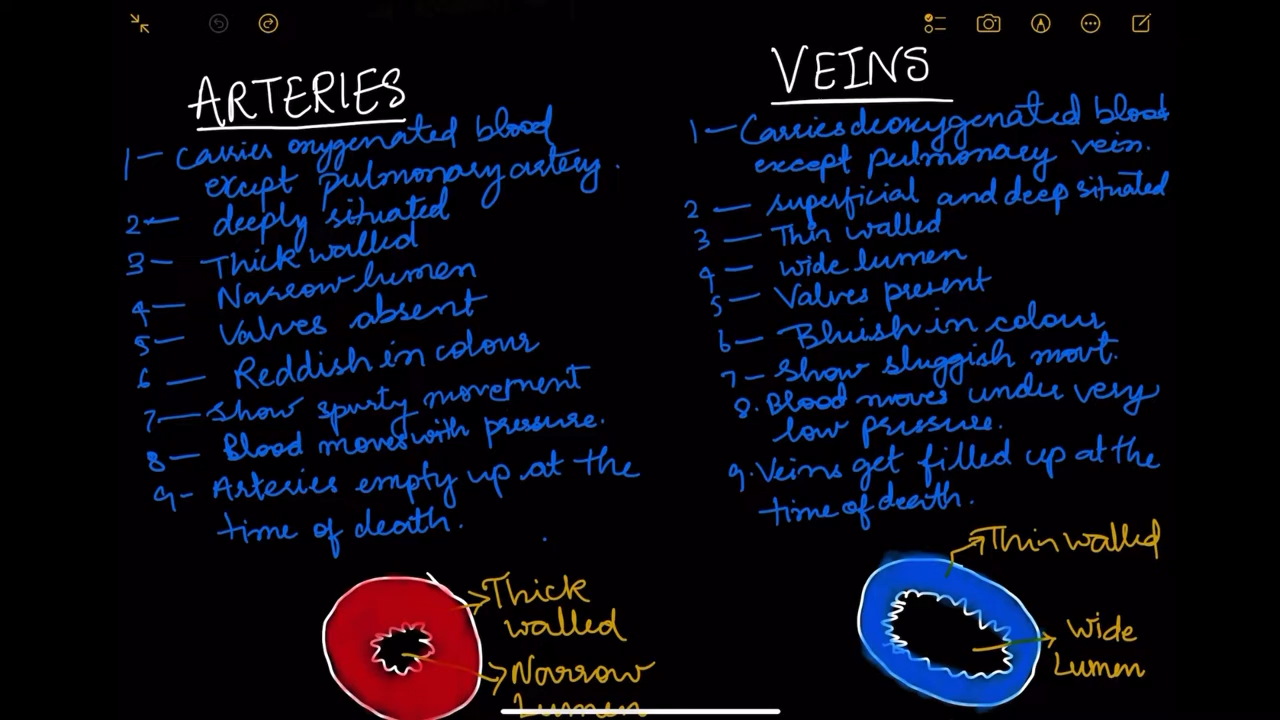 ARTERIES
1- Carries oxygenated blood
except pulmonary artery.
2- deeply situated
3- Thick walled
4- Narrow lumen
5- Valves absent
6- Reddish in colour
7- Show spurty movement
8- Blood moves with pressure.
9- Arteries empty up at the
time of death.
Thick
walled
Narrow
Lumen
VEINS
1- Carries deoxygenated blood
except pulmonary vein.
2- superficial and deep situated
3- Thin walled
4- wide lumen
5- Valves present
6- Bluish in colour
7- Show sluggish movt.
8. Blood moves under very
low pressure.
9. Veins get filled up at the
time of death.
Thin walled
Wide
Lumen